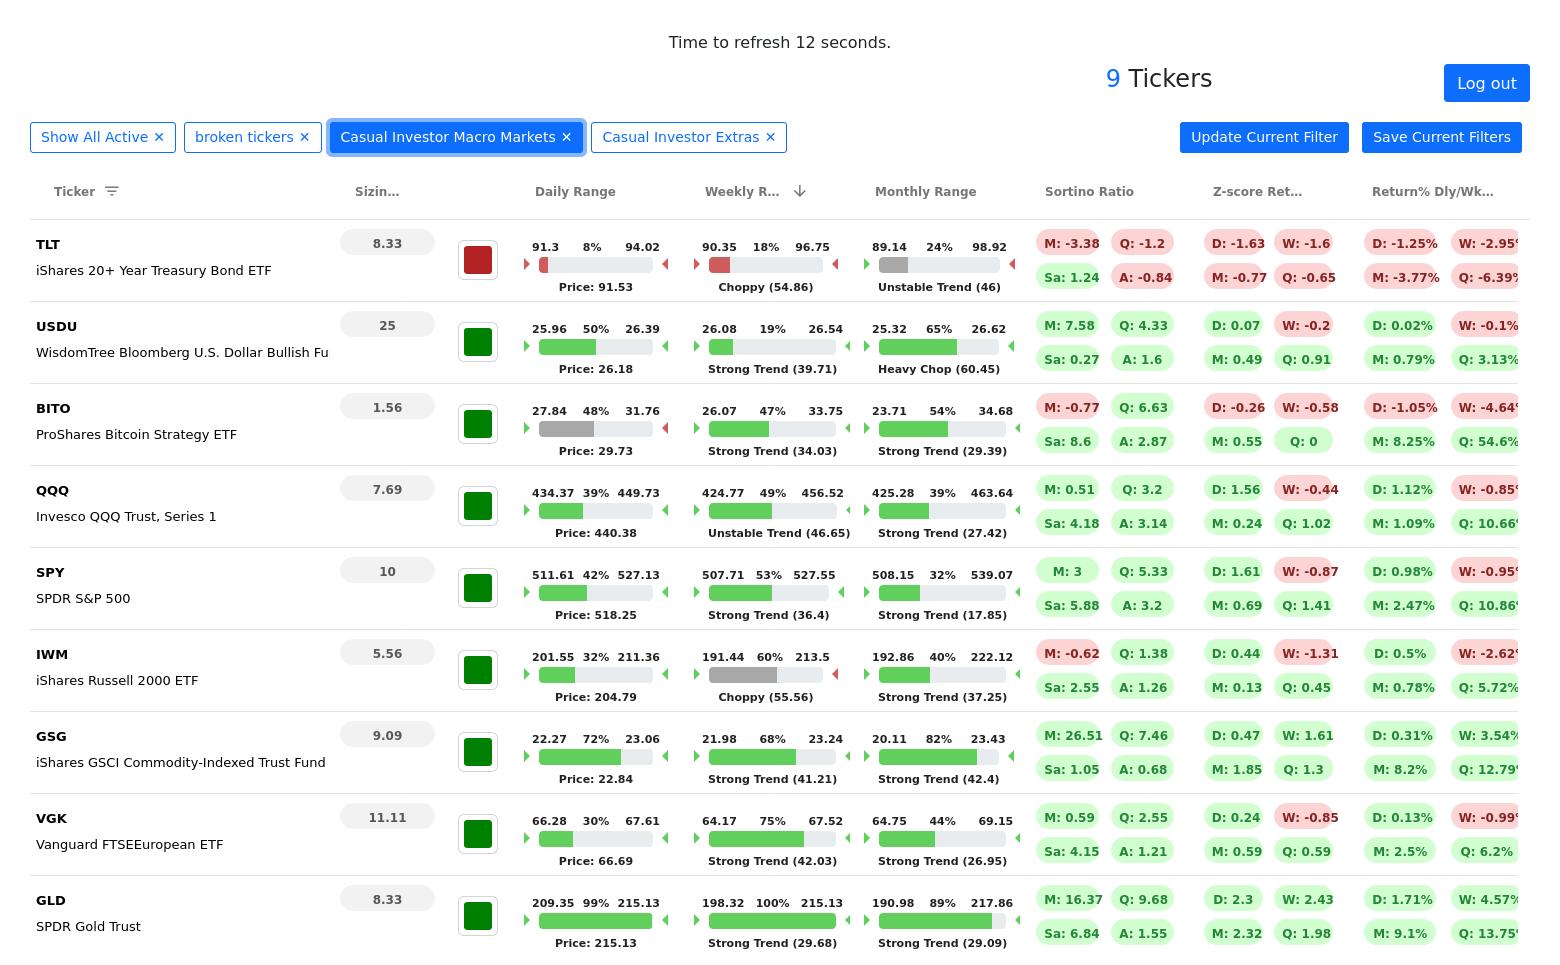 Time to refresh 12 seconds.
9 Tickers
Log out
Show All Active ✕ broken tickers ✕ Casual Investor Macro Markets ✕ Casual Investor Extras ✕ Update Current Filter Save Current Filters
Ticker Sizin… Daily Range Weekly R… Monthly Range Sortino Ratio Z-score Ret… Return% Dly/Wk…
TLT 8.33 91.3 8% 94.02 90.35 18% 96.75 89.14 24% 98.92 M: -3.38 Q: -1.2 D: -1.63 W: -1.6 D: -1.25% W: -2.95%
iShares 20+ Year Treasury Bond ETF Sa: 1.24 A: -0.84 M: -0.77 Q: -0.65 M: -3.77% Q: -6.39%
Price: 91.53 Choppy (54.86) Unstable Trend (46)
USDU 25 25.96 50% 26.39 26.08 19% 26.54 25.32 65% 26.62 M: 7.58 Q: 4.33 D: 0.07 W: -0.2 D: 0.02% W: -0.1%
WisdomTree Bloomberg U.S. Dollar Bullish Fu Sa: 0.27 A: 1.6 M: 0.49 Q: 0.91 M: 0.79% Q: 3.13%
Price: 26.18 Strong Trend (39.71) Heavy Chop (60.45)
BITO 1.56 27.84 48% 31.76 26.07 47% 33.75 23.71 54% 34.68 M: -0.77 Q: 6.63 D: -0.26 W: -0.58 D: -1.05% W: -4.64%
ProShares Bitcoin Strategy ETF Sa: 8.6 A: 2.87 M: 0.55 Q: 0 M: 8.25% Q: 54.6%
Price: 29.73 Strong Trend (34.03) Strong Trend (29.39)
QQQ 7.69 434.37 39% 449.73 424.77 49% 456.52 425.28 39% 463.64 M: 0.51 Q: 3.2 D: 1.56 W: -0.44 D: 1.12% W: -0.85%
Invesco QQQ Trust, Series 1 Sa: 4.18 A: 3.14 M: 0.24 Q: 1.02 M: 1.09% Q: 10.66%
Price: 440.38 Unstable Trend (46.65) Strong Trend (27.42)
SPY 10 511.61 42% 527.13 507.71 53% 527.55 508.15 32% 539.07 M: 3 Q: 5.33 D: 1.61 W: -0.87 D: 0.98% W: -0.95%
SPDR S&P 500 Sa: 5.88 A: 3.2 M: 0.69 Q: 1.41 M: 2.47% Q: 10.86%
Price: 518.25 Strong Trend (36.4) Strong Trend (17.85)
IWM 5.56 201.55 32% 211.36 191.44 60% 213.5 192.86 40% 222.12 M: -0.62 Q: 1.38 D: 0.44 W: -1.31 D: 0.5% W: -2.62%
iShares Russell 2000 ETF Sa: 2.55 A: 1.26 M: 0.13 Q: 0.45 M: 0.78% Q: 5.72%
Price: 204.79 Choppy (55.56) Strong Trend (37.25)
GSG 9.09 22.27 72% 23.06 21.98 68% 23.24 20.11 82% 23.43 M: 26.51 Q: 7.46 D: 0.47 W: 1.61 D: 0.31% W: 3.54%
iShares GSCI Commodity-Indexed Trust Fund Sa: 1.05 A: 0.68 M: 1.85 Q: 1.3 M: 8.2% Q: 12.79%
Price: 22.84 Strong Trend (41.21) Strong Trend (42.4)
VGK 11.11 66.28 30% 67.61 64.17 75% 67.52 64.75 44% 69.15 M: 0.59 Q: 2.55 D: 0.24 W: -0.85 D: 0.13% W: -0.99%
Vanguard FTSEEuropean ETF Sa: 4.15 A: 1.21 M: 0.59 Q: 0.59 M: 2.5% Q: 6.2%
Price: 66.69 Strong Trend (42.03) Strong Trend (26.95)
GLD 8.33 209.35 99% 215.13 198.32 100% 215.13 190.98 89% 217.86 M: 16.37 Q: 9.68 D: 2.3 W: 2.43 D: 1.71% W: 4.57%
SPDR Gold Trust Sa: 6.84 A: 1.55 M: 2.32 Q: 1.98 M: 9.1% Q: 13.75%
Price: 215.13 Strong Trend (29.68) Strong Trend (29.09)